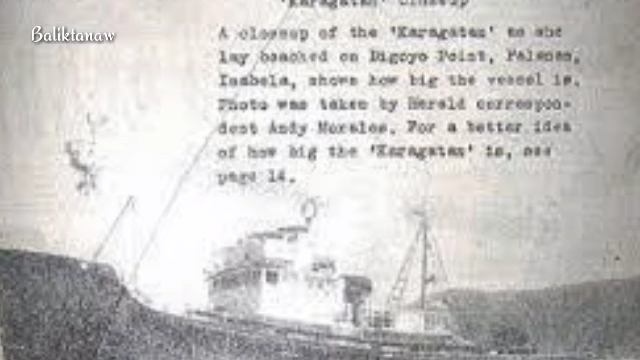 Baliktanaw
'Karagatan' Closeup
A closeup of the 'Karagatan' as she
lay beached on Digoyo Point, Palanan,
Isabela, shows how big the vessel is.
Photo was taken by Herald correspon-
dent Andy Morales. For a better idea
of how big the 'Karagatan' is, see
page 14.